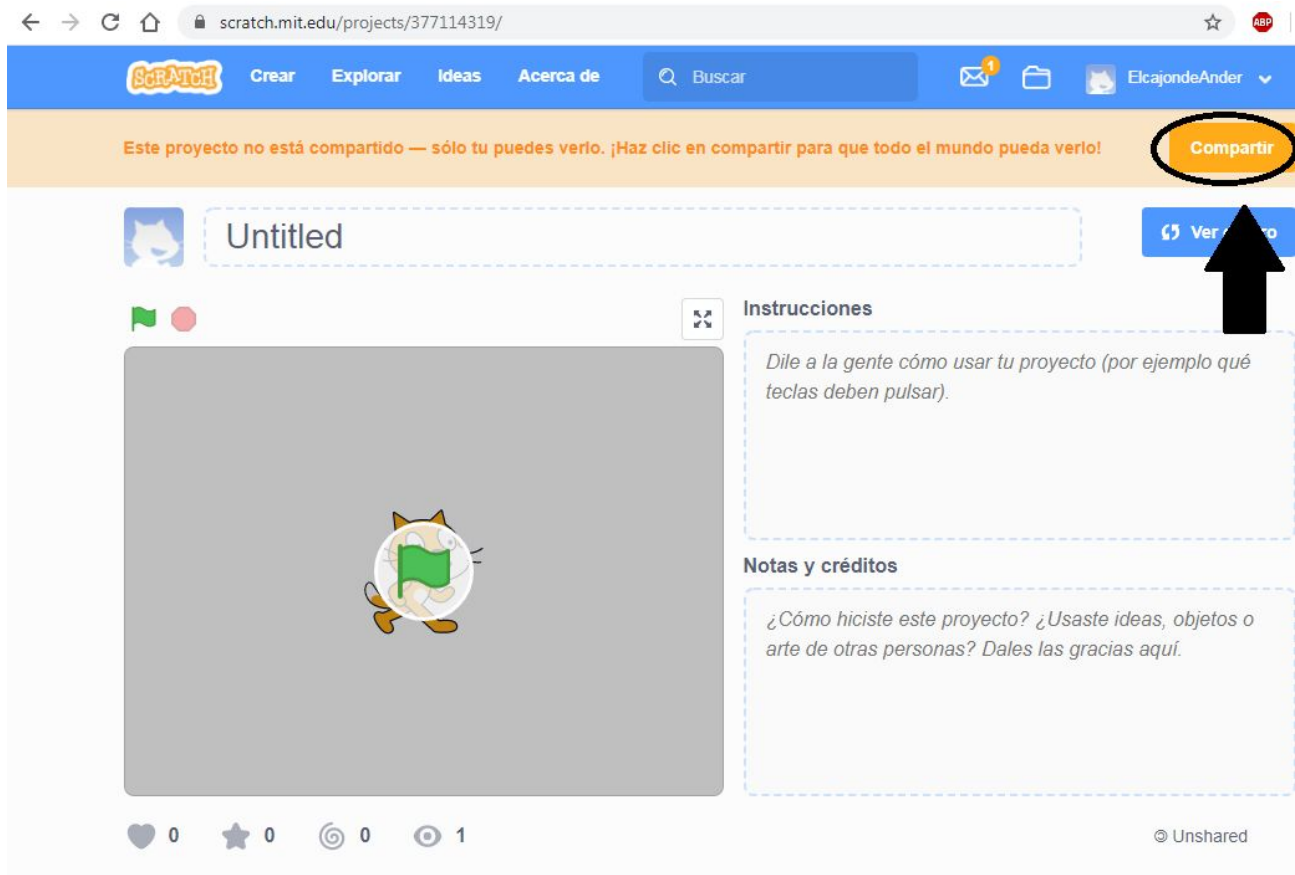 scratch.mit.edu/projects/377114319/
ABP
SCRATCH Crear Explorar Ideas Acerca de Buscar 1 ElcajondeAnder
Este proyecto no está compartido — sólo tu puedes verlo. ¡Haz clic en compartir para que todo el mundo pueda verlo! Compartir
Untitled
Ver
Instrucciones
Dile a la gente cómo usar tu proyecto (por ejemplo qué
teclas deben pulsar).
Notas y créditos
¿Cómo hiciste este proyecto? ¿Usaste ideas, objetos o
arte de otras personas? Dales las gracias aquí.
0 0 0 1 Unshared